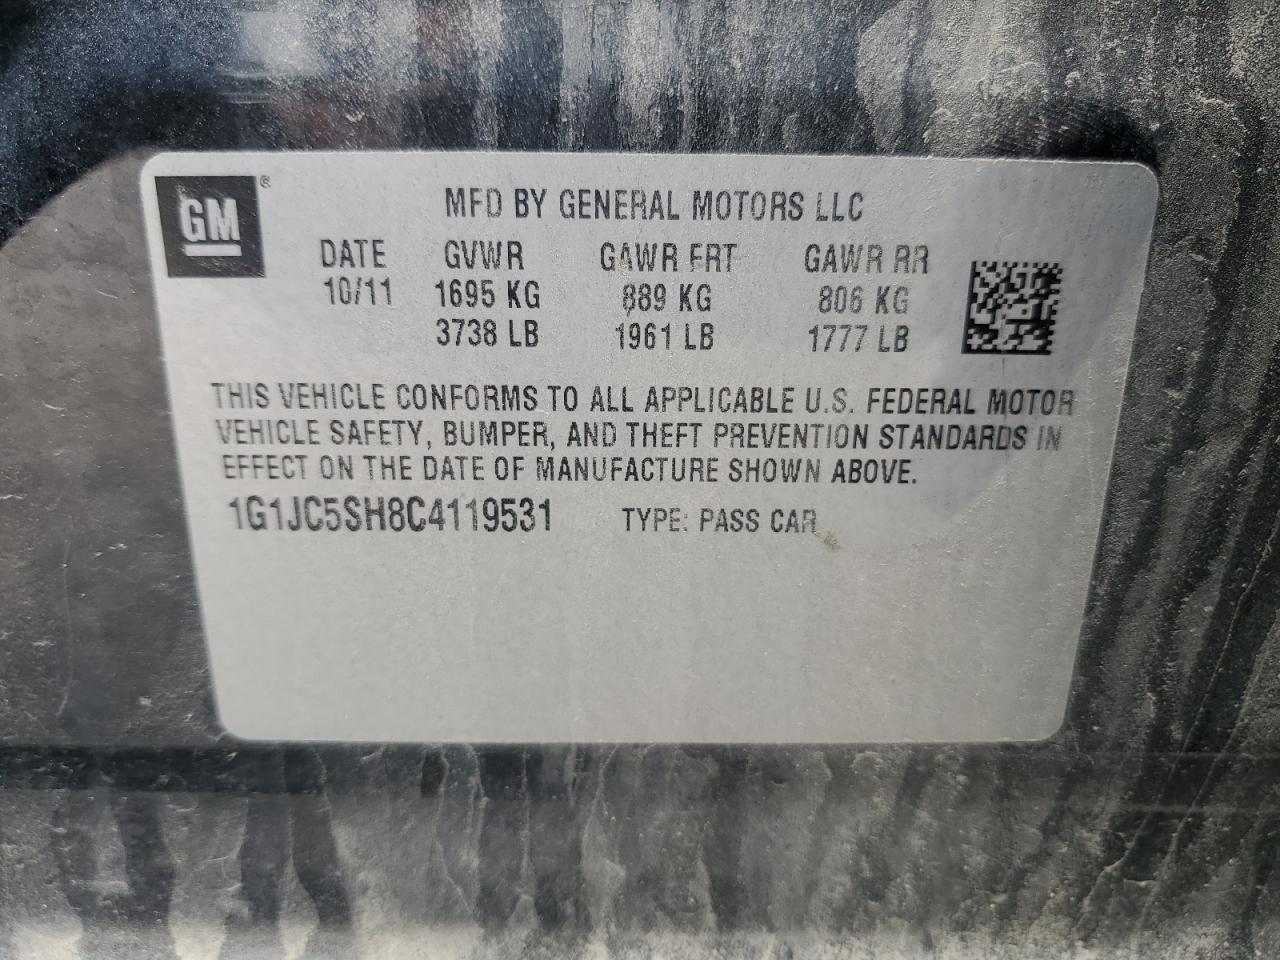 GM ®
MFD BY GENERAL MOTORS LLC
DATE GVWR GAWR FRT GAWR RR
10/11 1695 KG 889 KG 806 KG
3738 LB 1961 LB 1777 LB
THIS VEHICLE CONFORMS TO ALL APPLICABLE U.S. FEDERAL MOTOR
VEHICLE SAFETY, BUMPER, AND THEFT PREVENTION STANDARDS IN
EFFECT ON THE DATE OF MANUFACTURE SHOWN ABOVE.
1G1JC5SH8C4119531 TYPE: PASS CAR